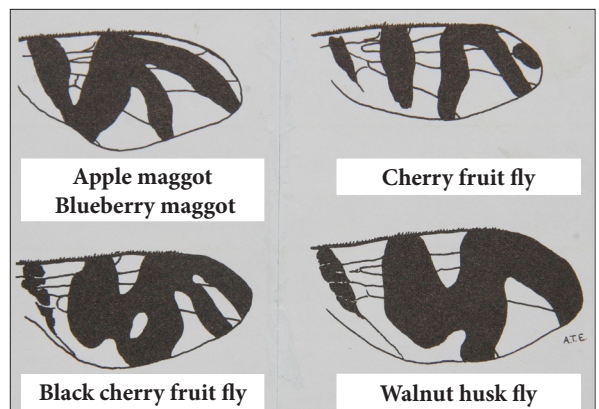 Apple maggot
Blueberry maggot
Cherry fruit fly
Black cherry fruit fly
Walnut husk fly
A.T.E.